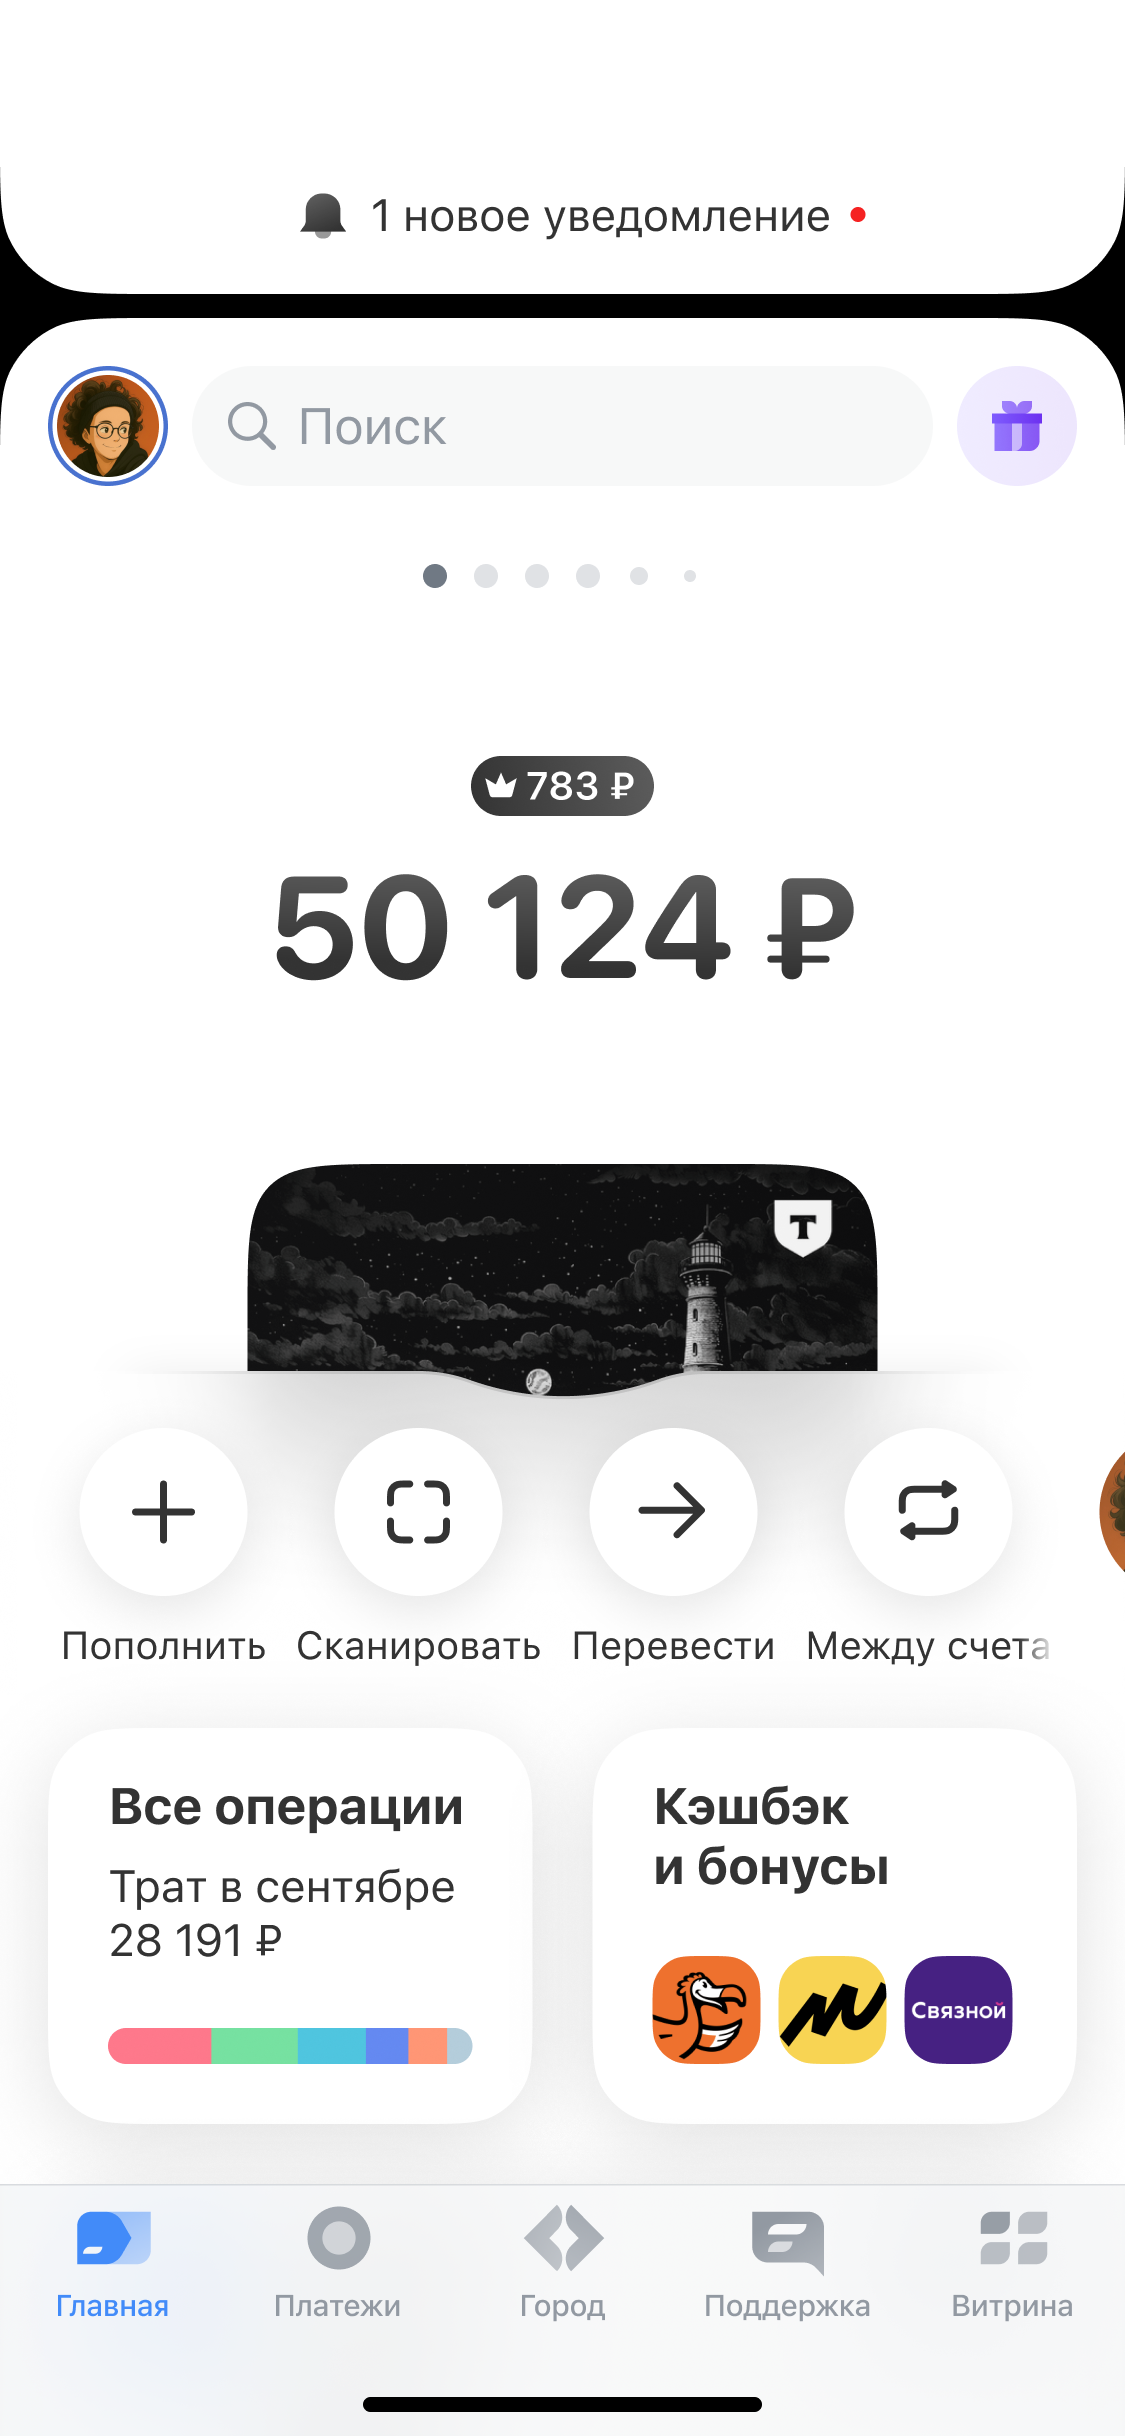 1 новое уведомление
Поиск
783 ₽
50 124 ₽
T
Пополнить
Сканировать
Перевести
Между счета
Все операции
Трат в сентябре
28 191 ₽
Кэшбэк
и бонусы
Связной
Главная
Платежи
Город
Поддержка
Витрина